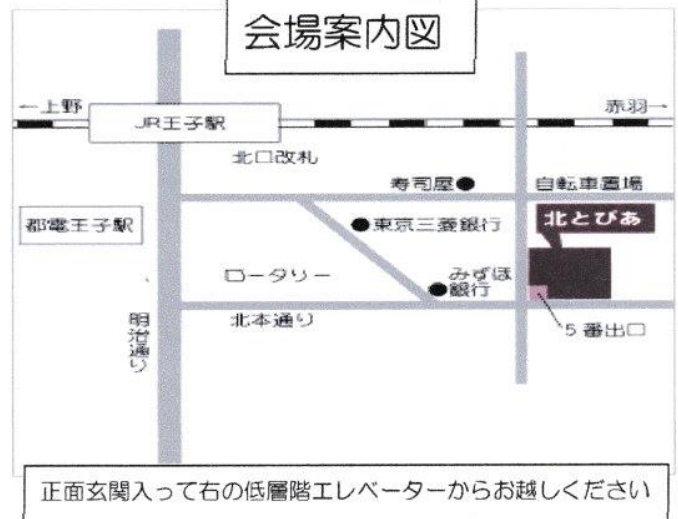 会場案内図
←上野
赤羽→
JR王子駅
北口改札
寿司屋●
自転車置場
都電王子駅
●東京三菱銀行
北とぴあ
ロータリー
みずほ
●銀行
明治通り
北本通り
5番出口
正面玄関入って右の低層階エレベーターからお越しください